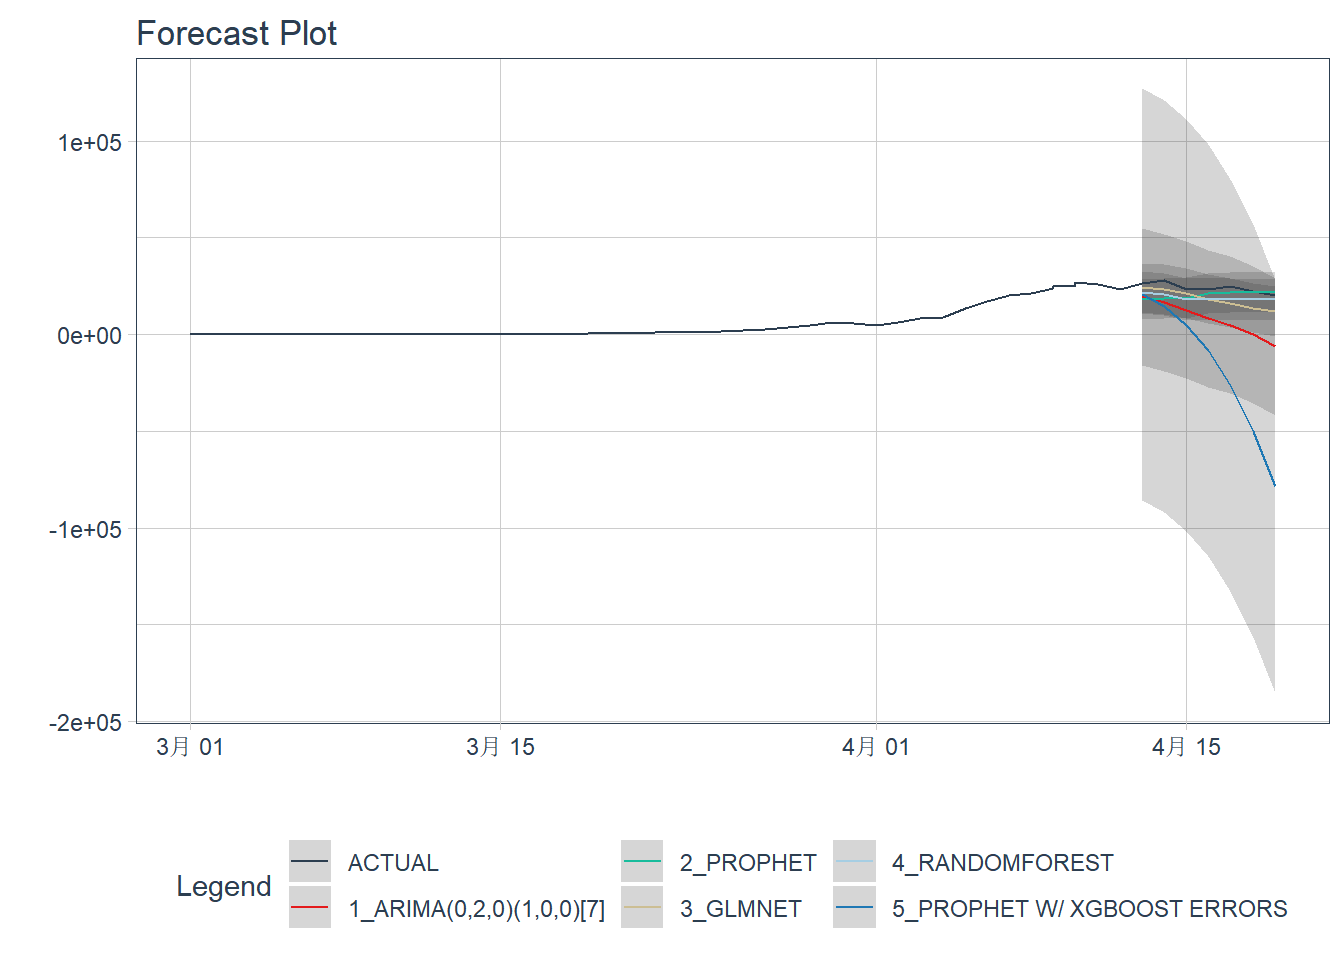 Forecast Plot
1e+05
0e+00
-1e+05
-2e+05
3月 01 3月 15 4月 01 4月 15
Legend
ACTUAL 2_PROPHET 4_RANDOMFOREST
1_ARIMA(0,2,0)(1,0,0)[7] 3_GLMNET 5_PROPHET W/ XGBOOST ERRORS